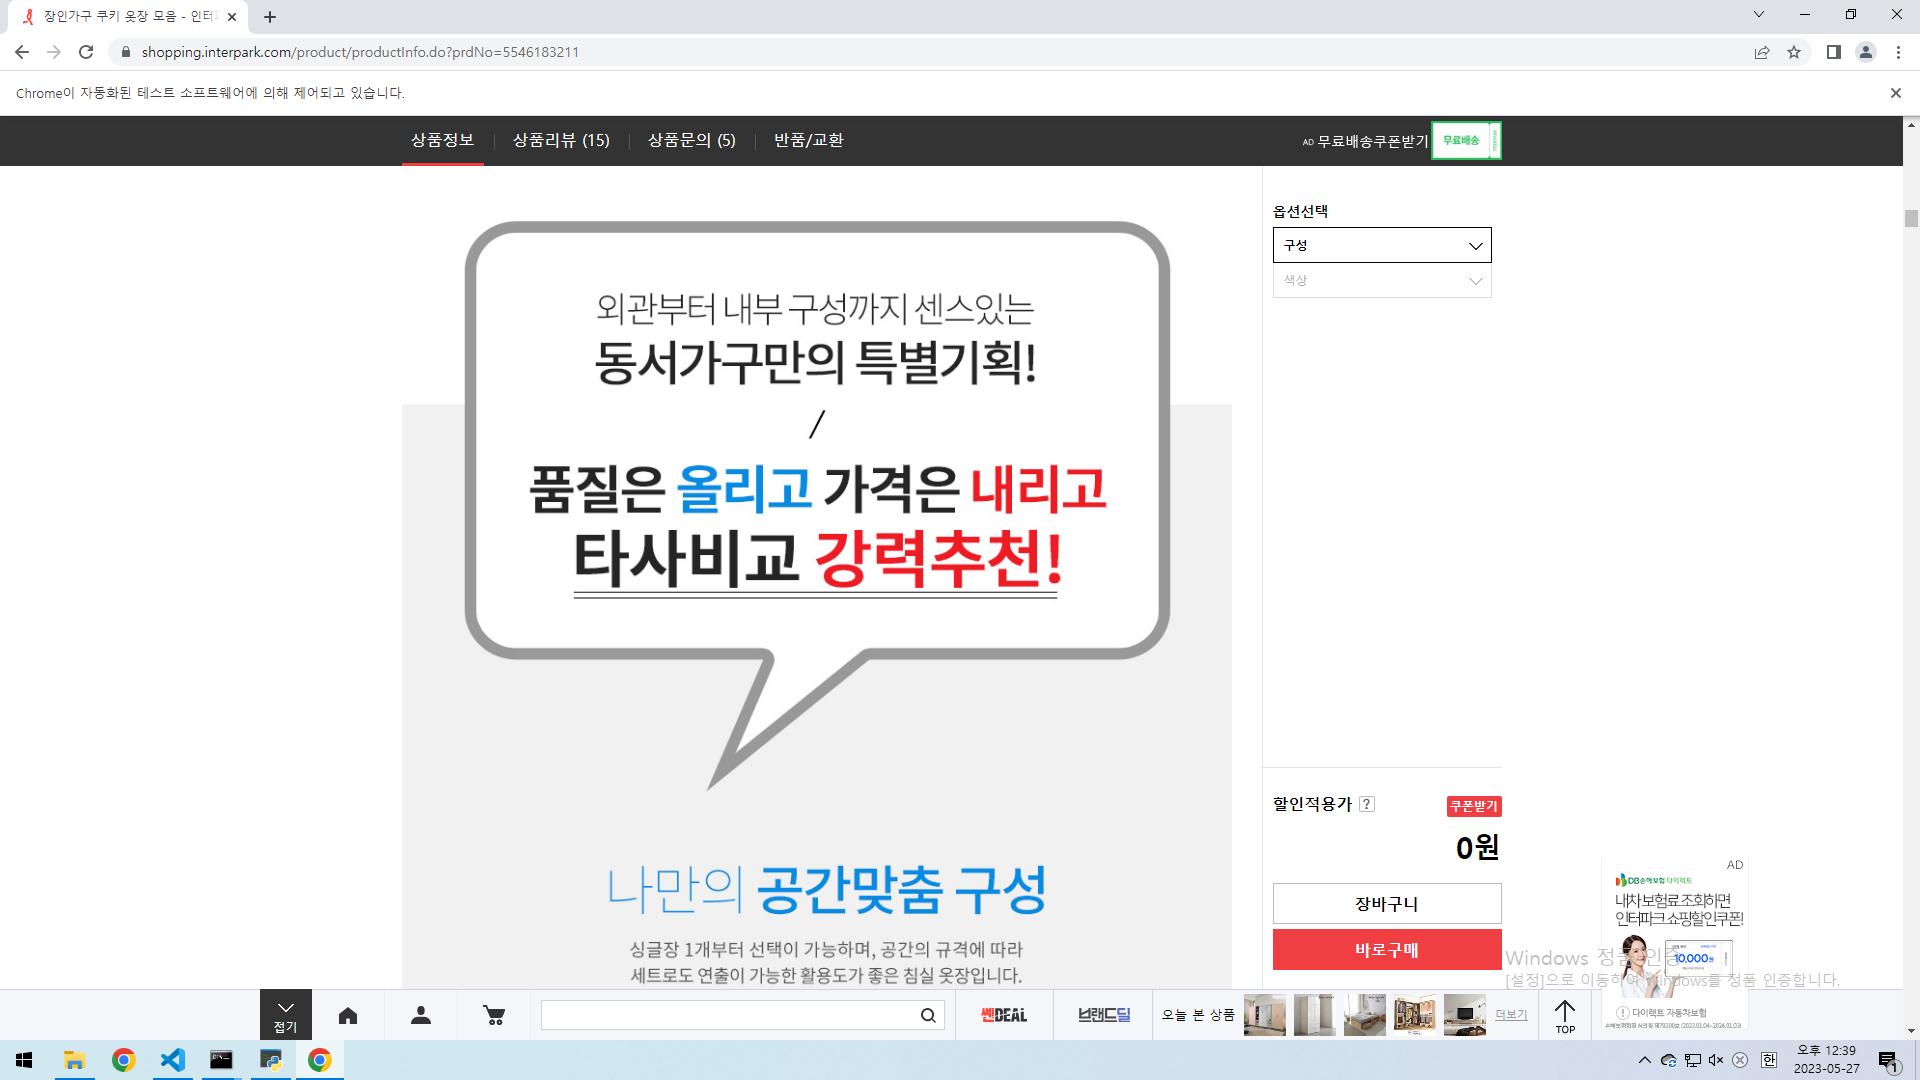 장인가구 쿠키 옷장 모음 - 인터
shopping.interpark.com/product/productInfo.do?prdNo=5546183211
Chrome이 자동화된 테스트 소프트웨어에 의해 제어되고 있습니다.
상품정보
상품리뷰 (15)
상품문의 (5)
반품/교환
AD 무료배송쿠폰받기
무료배송
옵션선택
구성
색상
외관부터 내부 구성까지 센스있는
동서가구만의 특별기획!
/
품질은 올리고 가격은 내리고
타사비교 강력추천!
나만의 공간맞춤 구성
싱글장 1개부터 선택이 가능하며, 공간의 규격에 따라
세트로도 연출이 가능한 활용도가 좋은 침실 옷장입니다.
할인적용가 ?
쿠폰받기
0원
장바구니
바로구매
AD
DB손해보험 다이렉트
내차 보험료 조회하면
인터파크 쇼핑할인쿠폰!
10,000원
다이렉트 자동차보험
Windows 정품 인증
[설정]으로 이동하여 Windows를 정품 인증합니다.
접기
쎈DEAL
브랜드딜
오늘 본 상품
더보기
TOP
한
오후 12:39
2023-05-27
1